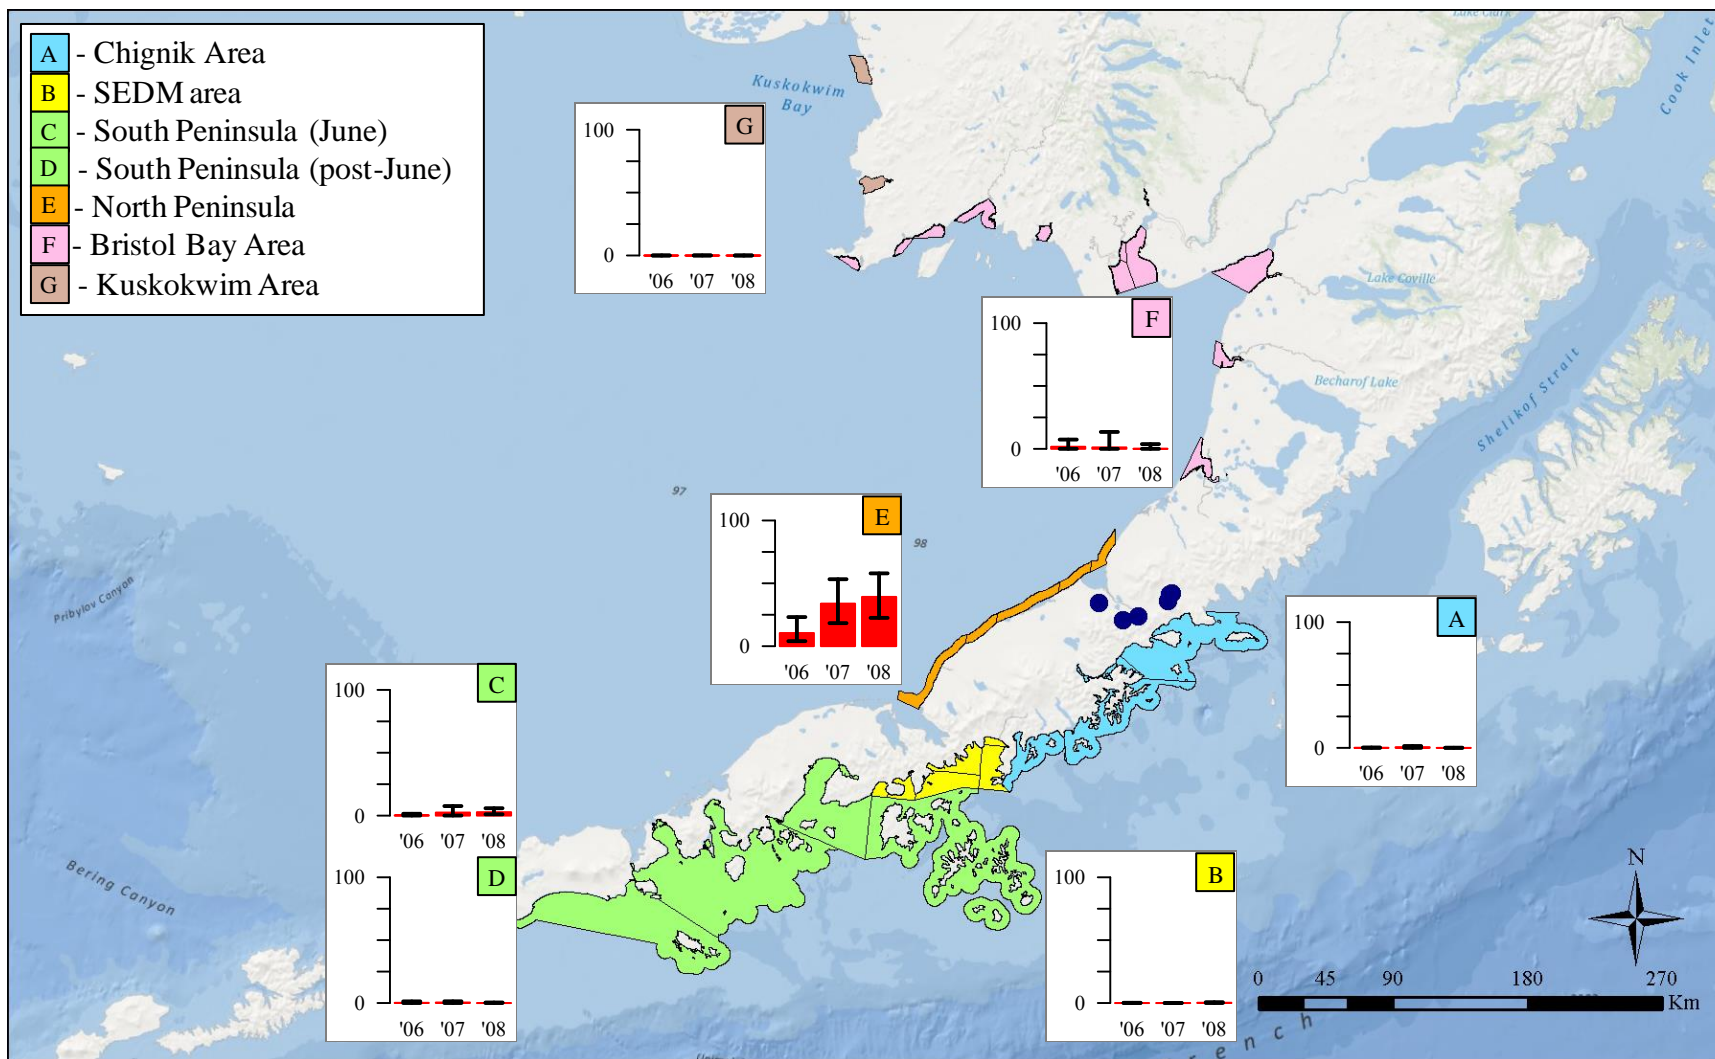 A - Chignik Area
B - SEDM area
C - South Peninsula (June)
D - South Peninsula (post-June)
E - North Peninsula
F - Bristol Bay Area
G - Kuskokwim Area
Lake Clark
Cook Inlet
Kuskokwim
Bay
G
100
0
'06 '07 '08
Lake Coville
F
100
0
'06 '07 '08
Becharof Lake
Shelikof Strait
97
98
E
100
0
'06 '07 '08
Pribylov Canyon
A
100
0
'06 '07 '08
C
100
0
'06 '07 '08
D
100
0
'06 '07 '08
Bering Canyon
B
100
0
'06 '07 '08
N
0 45 90 180 270
Km